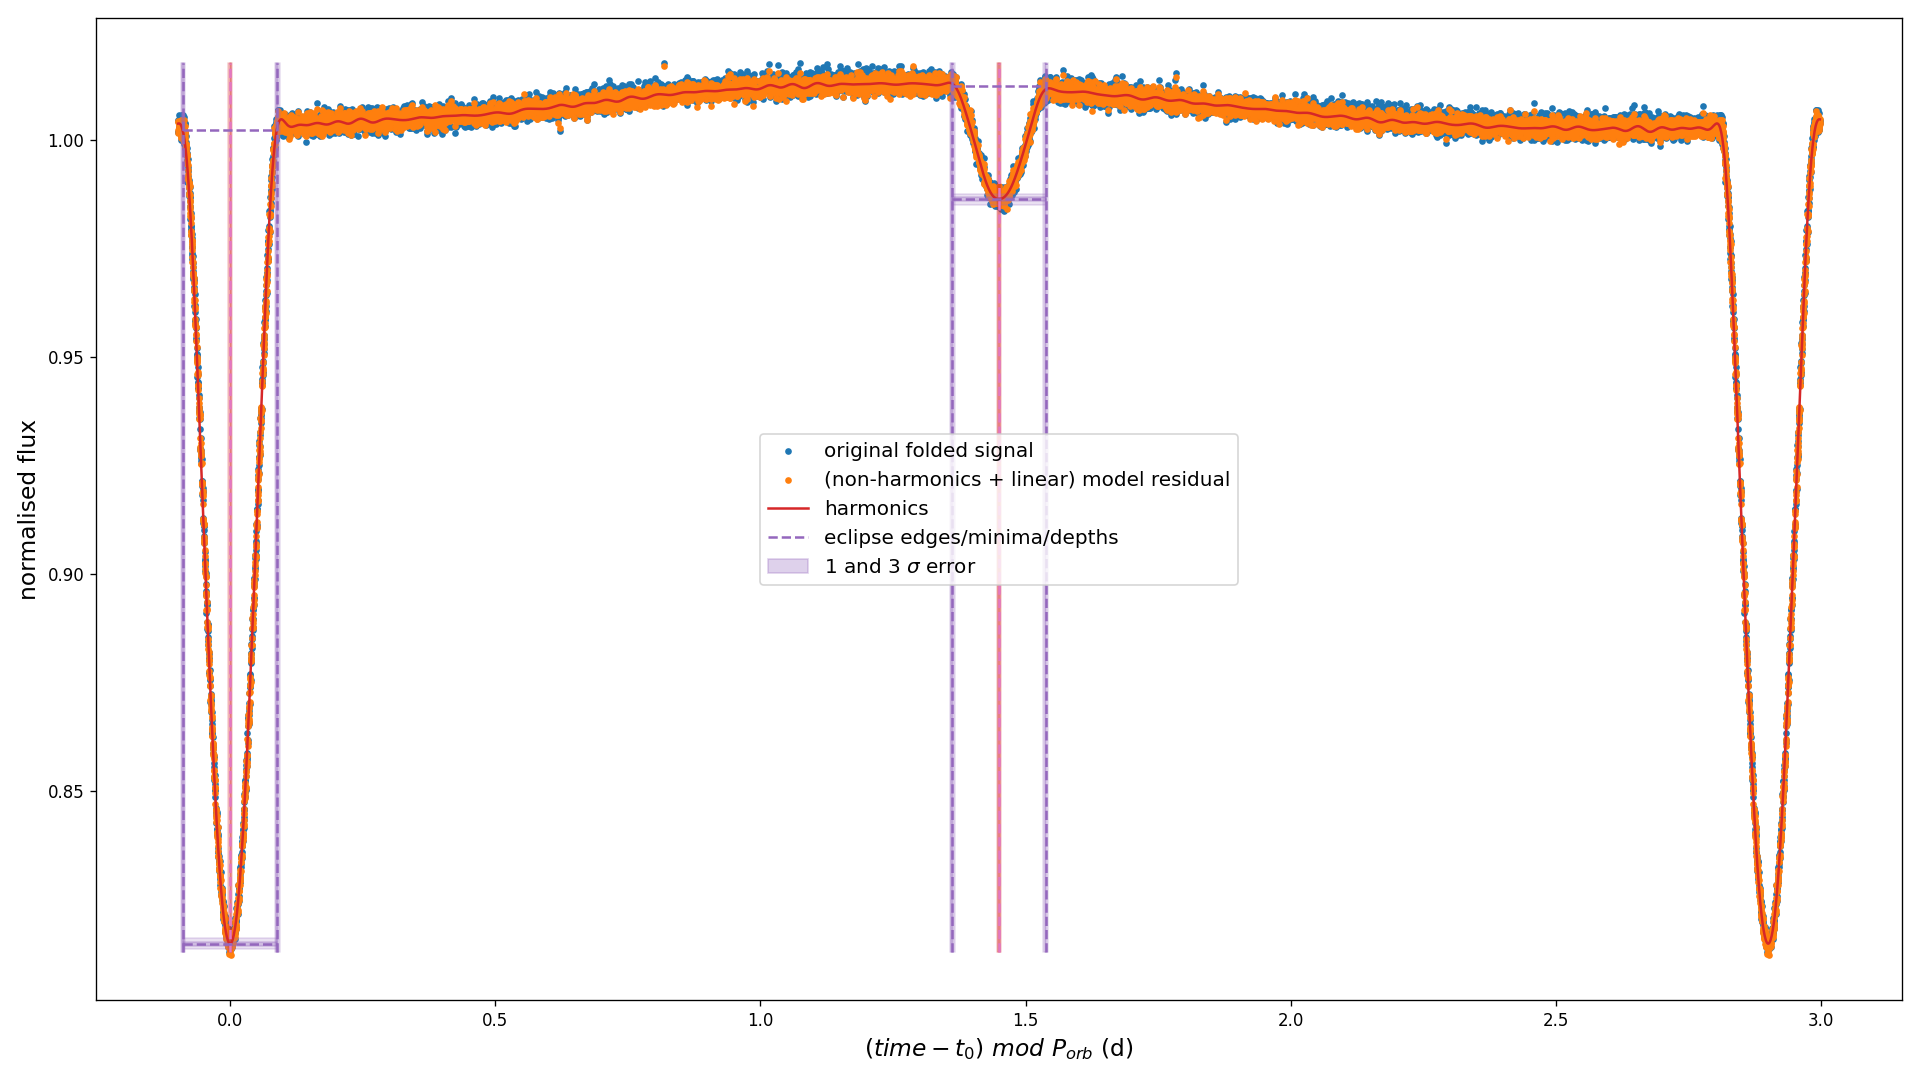 normalised flux
1.00
0.95
0.90
0.85
original folded signal
(non-harmonics + linear) model residual
harmonics
eclipse edges/minima/depths
1 and 3 σ error
0.0 0.5 1.0 1.5 2.0 2.5 3.0
(time − t₀) mod Pₒᵣb (d)